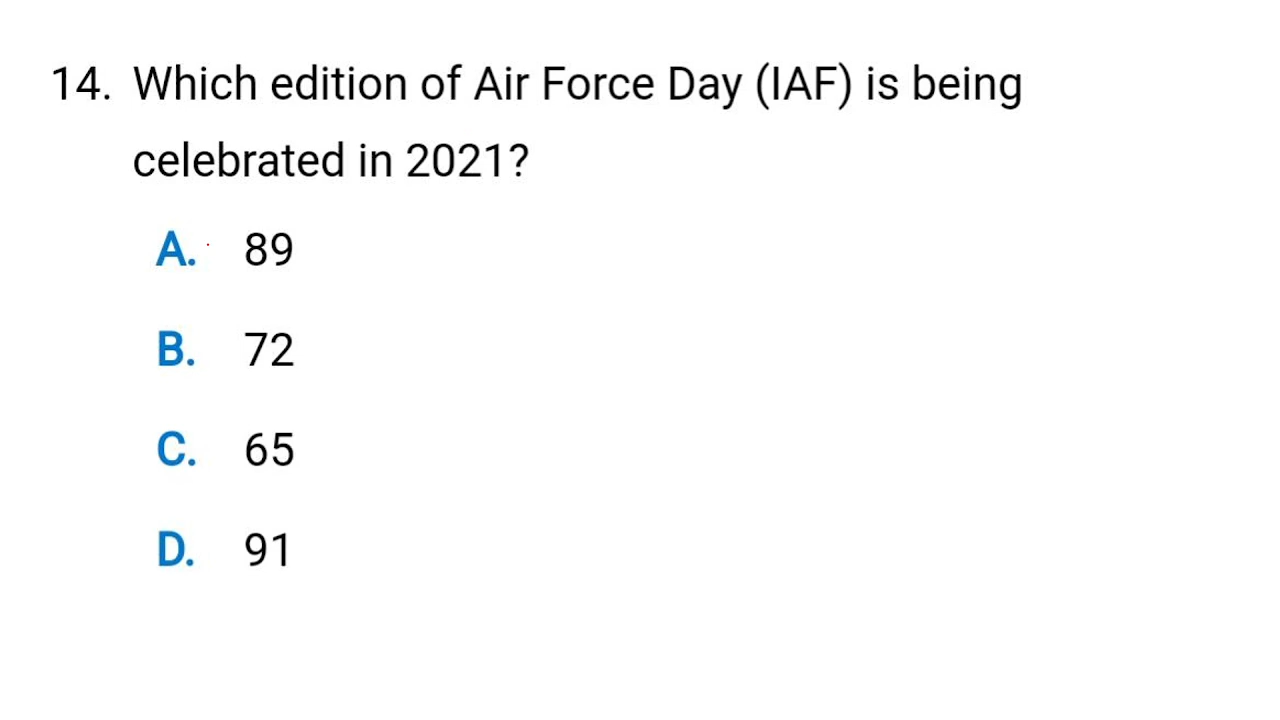 14. Which edition of Air Force Day (IAF) is being
celebrated in 2021?
A. 89
B. 72
C. 65
D. 91